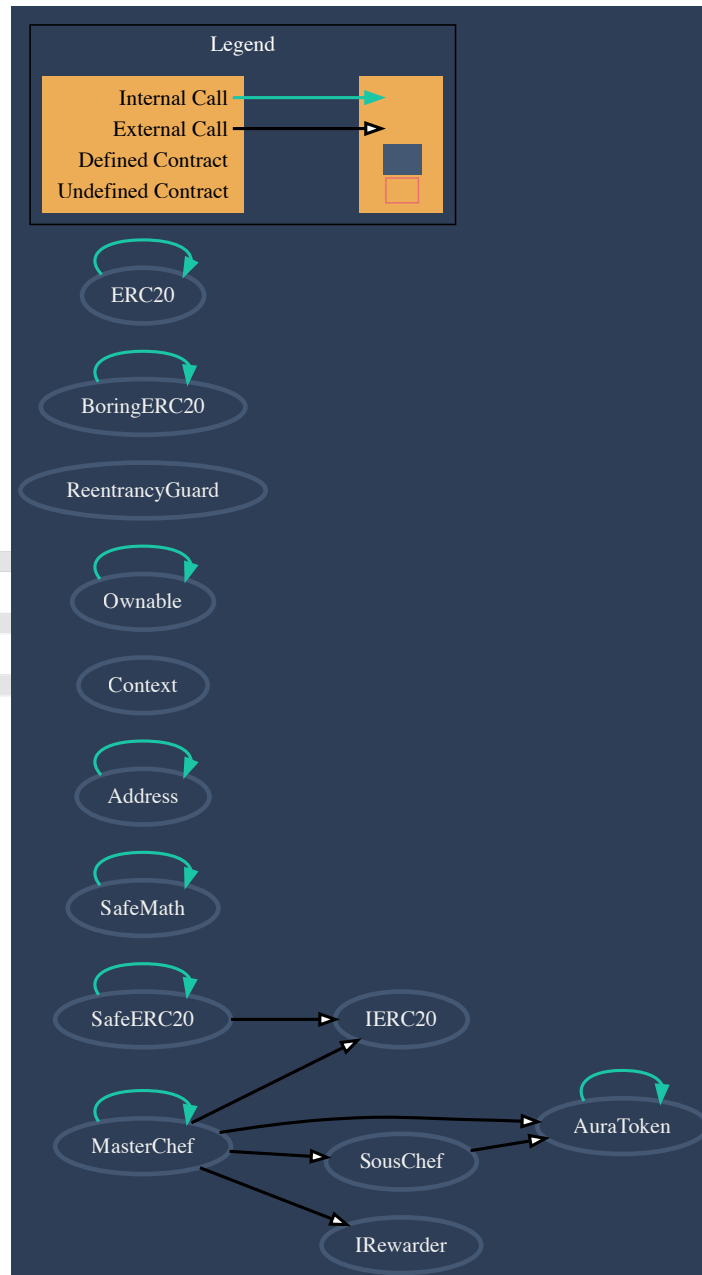 Legend
Internal Call
External Call
Defined Contract
Undefined Contract
ERC20
BoringERC20
ReentrancyGuard
Ownable
Context
Address
SafeMath
SafeERC20
IERC20
MasterChef
SousChef
AuraToken
IRewarder